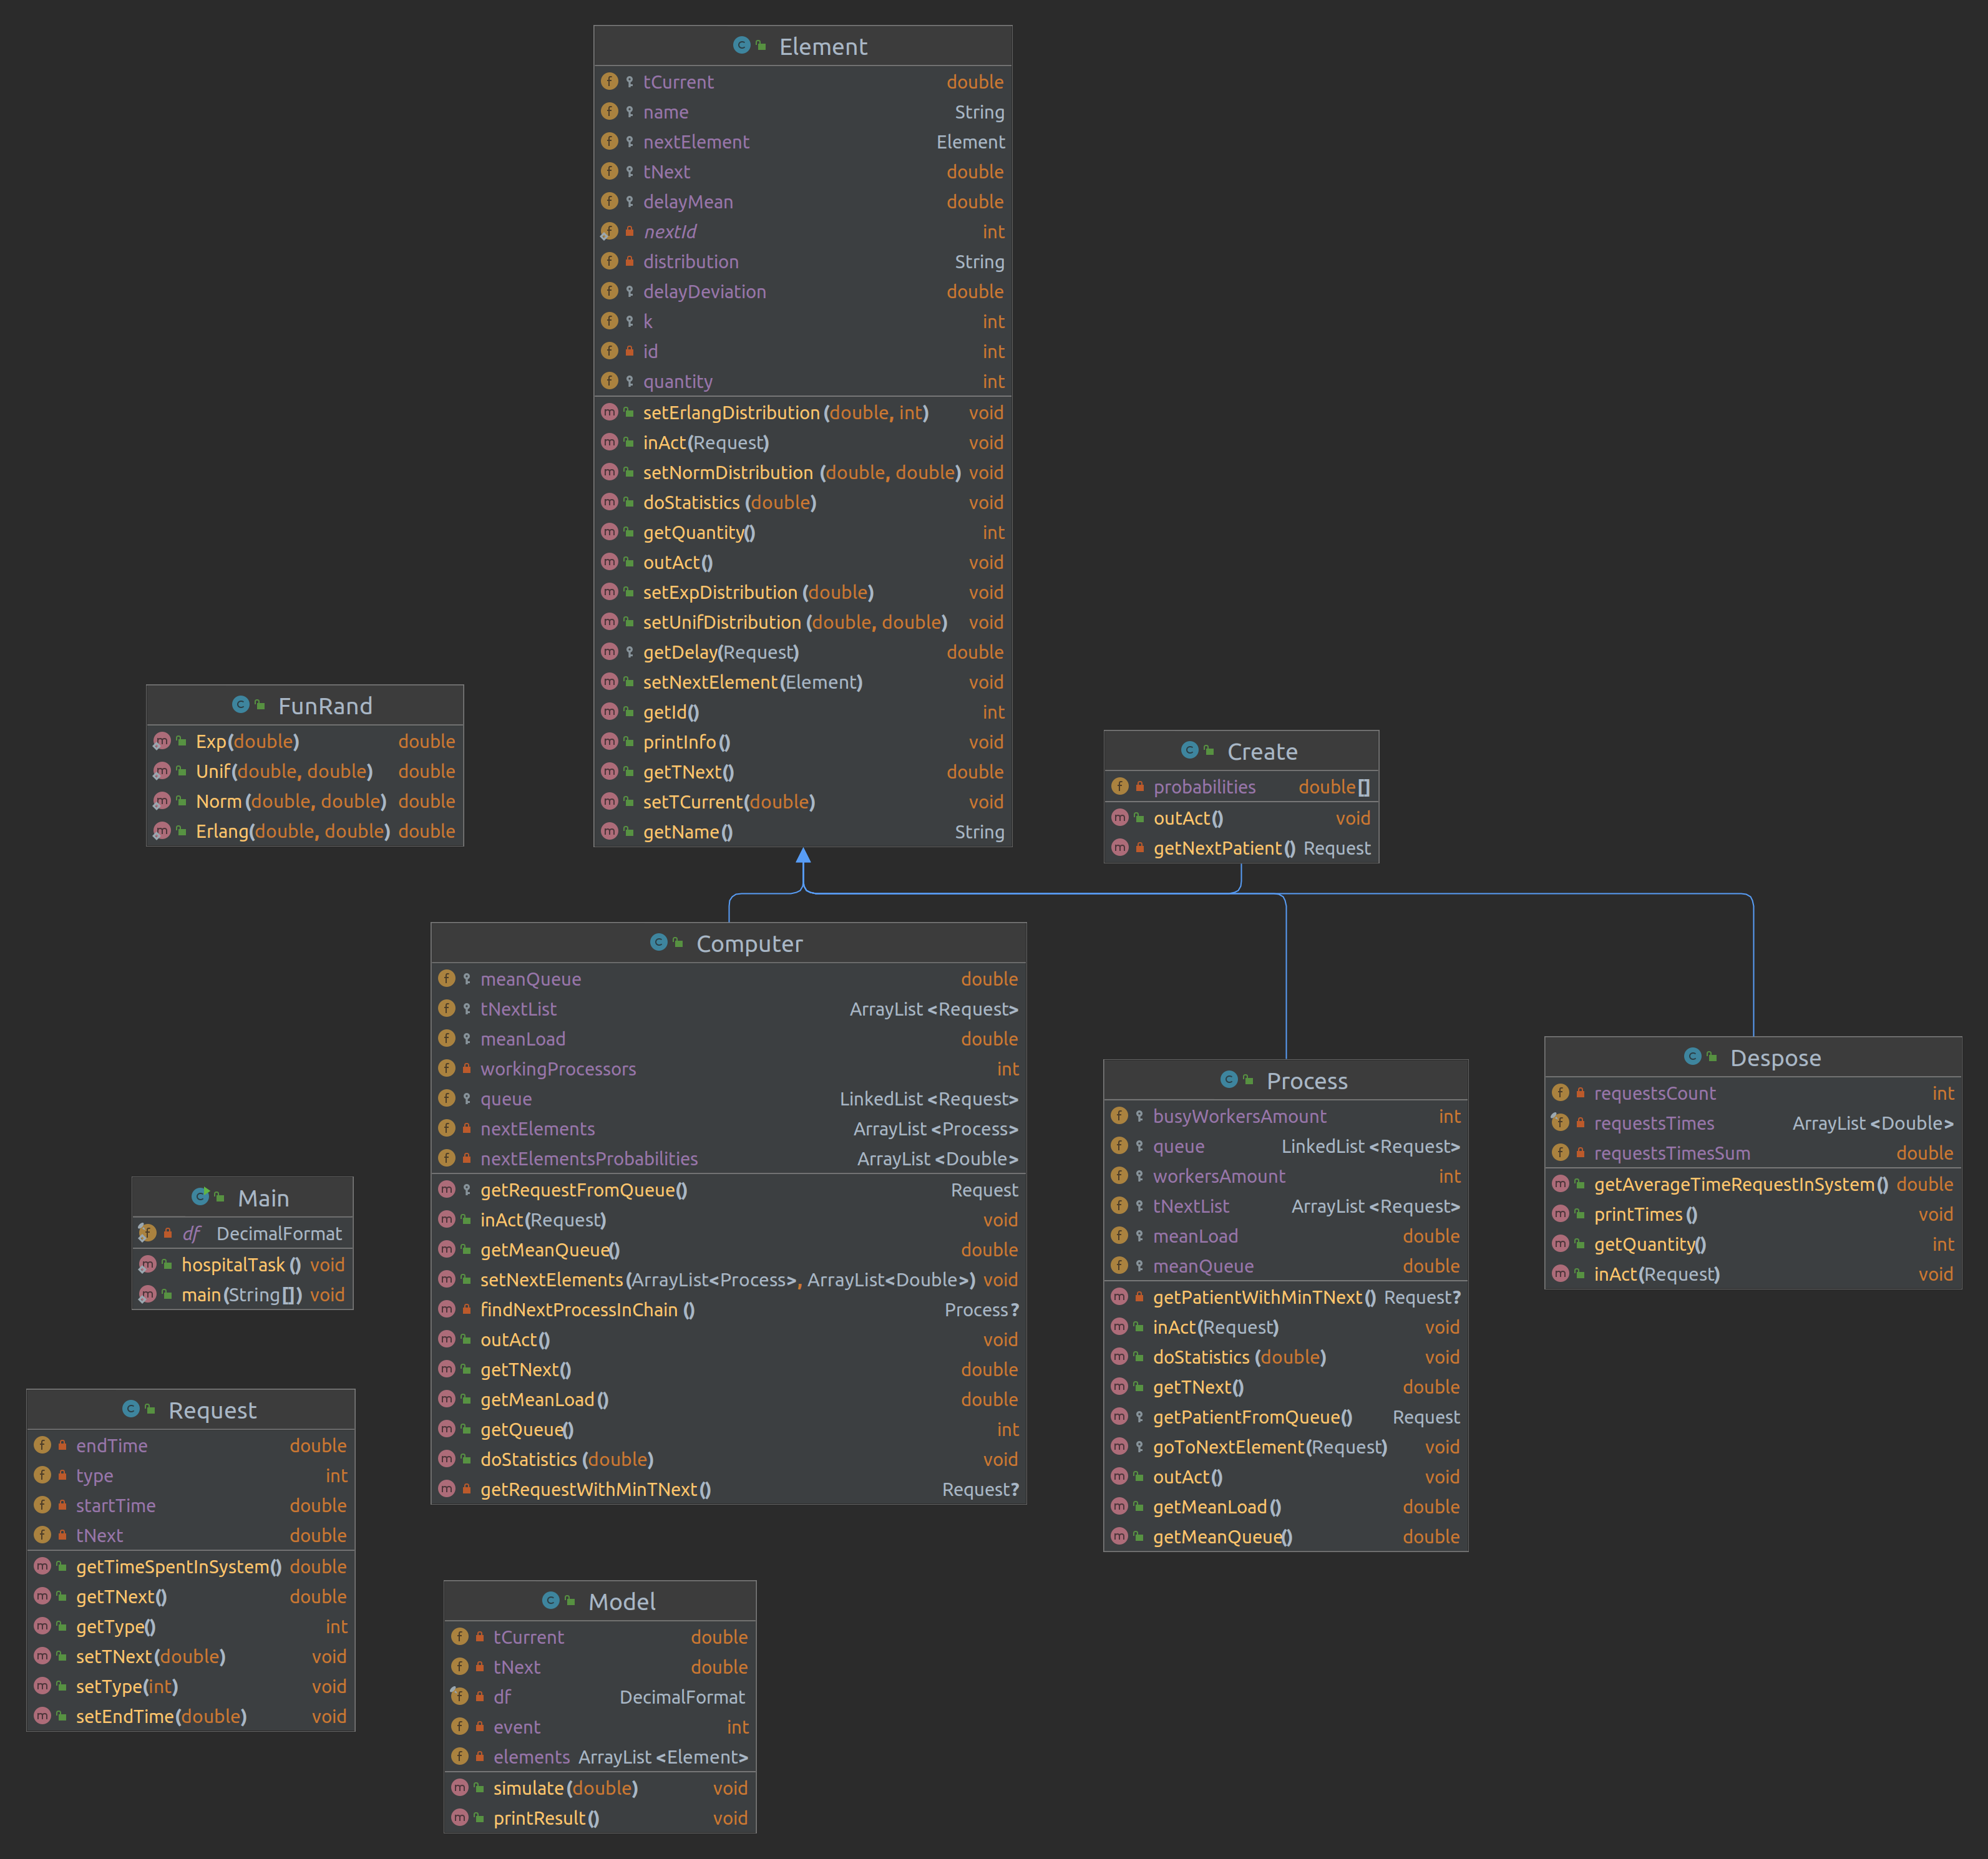 Element
tCurrent double
name String
nextElement Element
tNext double
delayMean double
nextId int
distribution String
delayDeviation double
k int
id int
quantity int
setErlangDistribution(double, int) void
inAct(Request) void
setNormDistribution(double, double) void
doStatistics(double) void
getQuantity() int
outAct() void
setExpDistribution(double) void
setUnifDistribution(double, double) void
getDelay(Request) double
setNextElement(Element) void
getId() int
printInfo() void
getTNext() double
setTCurrent(double) void
getName() String
FunRand
Exp(double) double
Unif(double, double) double
Norm(double, double) double
Erlang(double, double) double
Create
probabilities double[]
outAct() void
getNextPatient() Request
Computer
meanQueue double
tNextList ArrayList<Request>
meanLoad double
workingProcessors int
queue LinkedList<Request>
nextElements ArrayList<Process>
nextElementsProbabilities ArrayList<Double>
getRequestFromQueue() Request
inAct(Request) void
getMeanQueue() double
setNextElements(ArrayList<Process>, ArrayList<Double>) void
findNextProcessInChain() Process?
outAct() void
getTNext() double
getMeanLoad() double
getQueue() int
doStatistics(double) void
getRequestWithMinTNext() Request?
Process
busyWorkersAmount int
queue LinkedList<Request>
workersAmount int
tNextList ArrayList<Request>
meanLoad double
meanQueue double
getPatientWithMinTNext() Request?
inAct(Request) void
doStatistics(double) void
getTNext() double
getPatientFromQueue() Request
goToNextElement(Request) void
outAct() void
getMeanLoad() double
getMeanQueue() double
Despose
requestsCount int
requestsTimes ArrayList<Double>
requestsTimesSum double
getAverageTimeRequestInSystem() double
printTimes() void
getQuantity() int
inAct(Request) void
Main
df DecimalFormat
hospitalTask() void
main(String[]) void
Request
endTime double
type int
startTime double
tNext double
getTimeSpentInSystem() double
getTNext() double
getType() int
setTNext(double) void
setType(int) void
setEndTime(double) void
Model
tCurrent double
tNext double
df DecimalFormat
event int
elements ArrayList<Element>
simulate(double) void
printResult() void